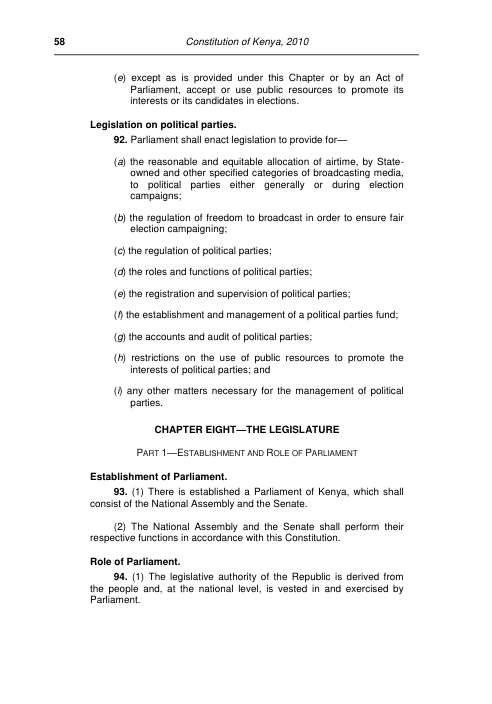 58 Constitution of Kenya, 2010
(e) except as is provided under this Chapter or by an Act of
Parliament, accept or use public resources to promote its
interests or its candidates in elections.
Legislation on political parties.
92. Parliament shall enact legislation to provide for—
(a) the reasonable and equitable allocation of airtime, by State-
owned and other specified categories of broadcasting media,
to political parties either generally or during election
campaigns;
(b) the regulation of freedom to broadcast in order to ensure fair
election campaigning;
(c) the regulation of political parties;
(d) the roles and functions of political parties;
(e) the registration and supervision of political parties;
(f) the establishment and management of a political parties fund;
(g) the accounts and audit of political parties;
(h) restrictions on the use of public resources to promote the
interests of political parties; and
(i) any other matters necessary for the management of political
parties.
CHAPTER EIGHT—THE LEGISLATURE
PART 1—ESTABLISHMENT AND ROLE OF PARLIAMENT
Establishment of Parliament.
93. (1) There is established a Parliament of Kenya, which shall
consist of the National Assembly and the Senate.
(2) The National Assembly and the Senate shall perform their
respective functions in accordance with this Constitution.
Role of Parliament.
94. (1) The legislative authority of the Republic is derived from
the people and, at the national level, is vested in and exercised by
Parliament.